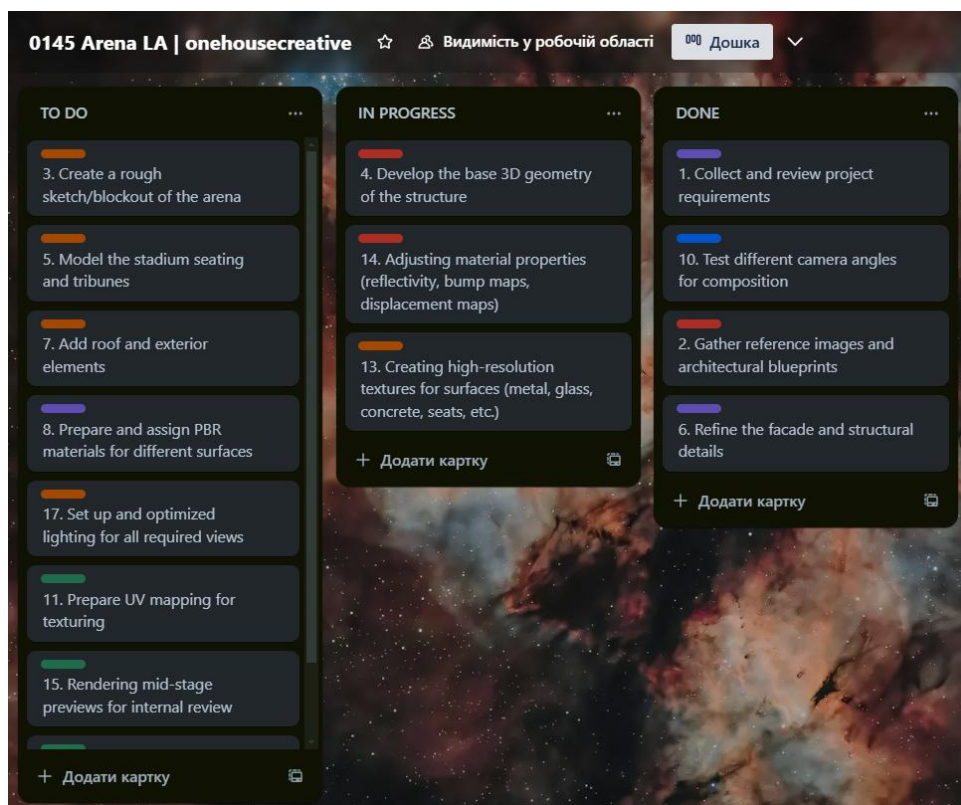 0145 Arena LA | onehousecreative
Видимість у робочій області
Дошка
TO DO
3. Create a rough
sketch/blockout of the arena
5. Model the stadium seating
and tribunes
7. Add roof and exterior
elements
8. Prepare and assign PBR
materials for different surfaces
17. Set up and optimized
lighting for all required views
11. Prepare UV mapping for
texturing
15. Rendering mid-stage
previews for internal review
+ Додати картку
IN PROGRESS
4. Develop the base 3D geometry
of the structure
14. Adjusting material properties
(reflectivity, bump maps,
displacement maps)
13. Creating high-resolution
textures for surfaces (metal, glass,
concrete, seats, etc.)
+ Додати картку
DONE
1. Collect and review project
requirements
10. Test different camera angles
for composition
2. Gather reference images and
architectural blueprints
6. Refine the facade and structural
details
+ Додати картку